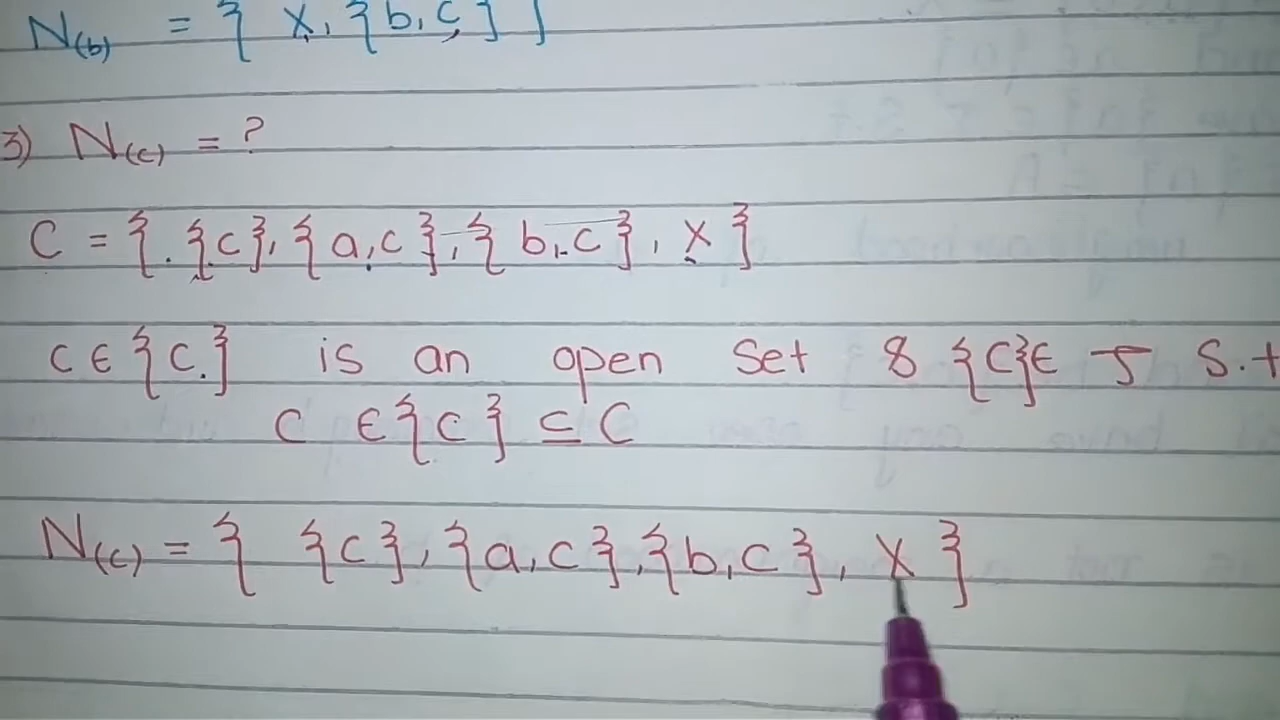 N(b) = { X, {b, c} }
3) N(c) = ?
C = { {c}, {a, c}, {b, c}, X }
C ∈ {C} is an open Set & {C} ∈ τ S.t
C ∈ {C} ⊆ C
N(c) = { {c}, {a, c}, {b, c}, X }